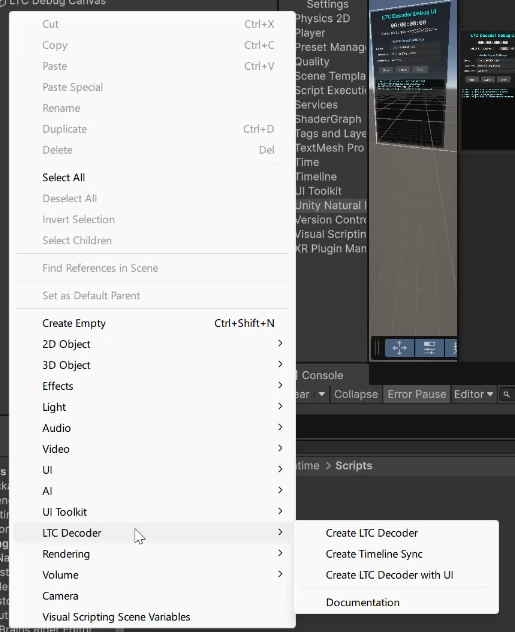 LTC Debug Canvas
Cut Ctrl+X
Copy Ctrl+C
Paste Ctrl+V
Paste Special
Rename
Duplicate Ctrl+D
Delete Del
Select All
Deselect All
Invert Selection
Select Children
Find References in Scene
Set as Default Parent
Create Empty Ctrl+Shift+N
2D Object
3D Object
Effects
Light
Audio
Video
UI
AI
UI Toolkit
LTC Decoder
Rendering
Volume
Camera
Visual Scripting Scene Variables
Create LTC Decoder
Create Timeline Sync
Create LTC Decoder with UI
Documentation
Settings
Physics 2D
Player
Preset Manag
Quality
Scene Templa
Script Executi
Services
ShaderGraph
Tags and Laye
TextMesh Pro
Time
Timeline
UI Toolkit
Unity Natural
Version Contro
Visual Scriptin
XR Plugin Man
LTC Decoder Debug UI
00:00:00:00
LTC Decoder Debug U
Console
ear Collapse Error Pause Editor
ntime > Scripts